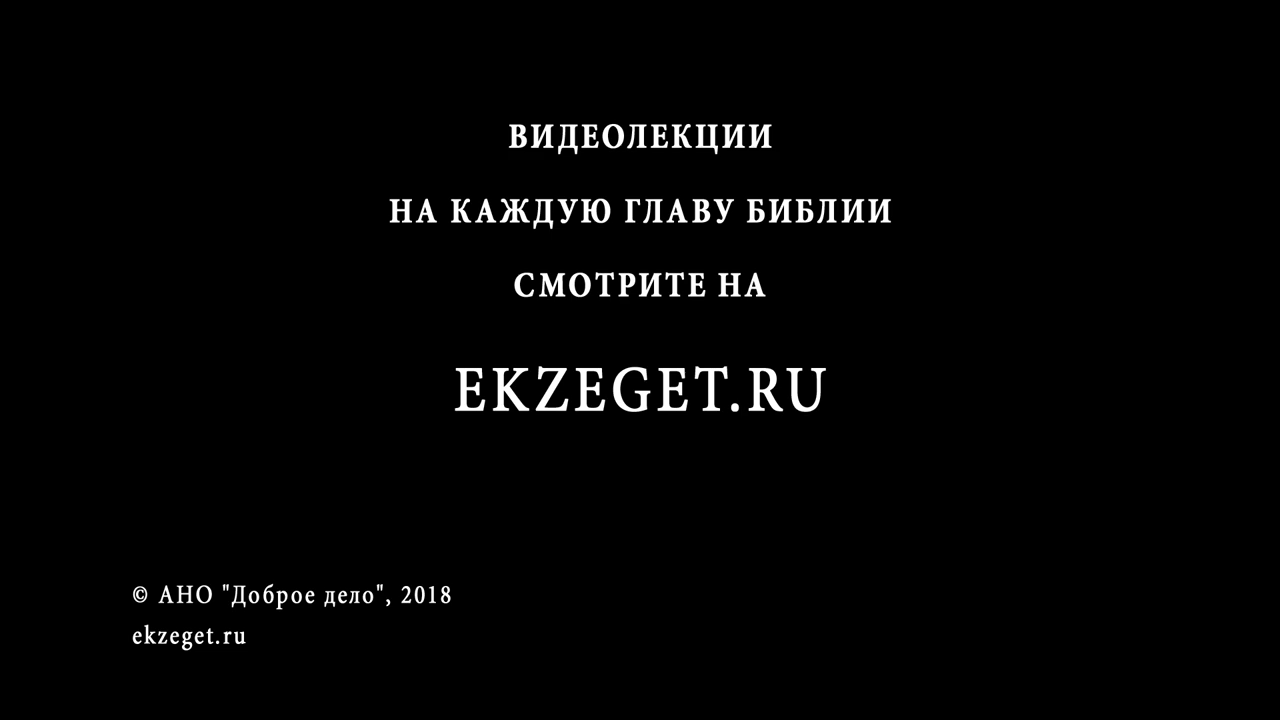 ВИДЕОЛЕКЦИИ
НА КАЖДУЮ ГЛАВУ БИБЛИИ
СМОТРИТЕ НА
EKZEGET.RU
© АНО "Доброе дело", 2018
ekzeget.ru